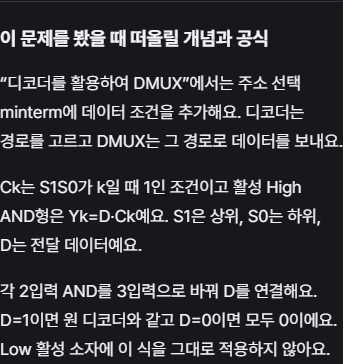 이 문제를 봤을 때 떠올릴 개념과 공식
“디코더를 활용하여 DMUX”에서는 주소 선택
minterm에 데이터 조건을 추가해요. 디코더는
경로를 고르고 DMUX는 그 경로로 데이터를 보내요.
Ck는 S1S0가 k일 때 1인 조건이고 활성 High
AND형은 Yk=D·Ck예요. S1은 상위, S0는 하위,
D는 전달 데이터예요.
각 2입력 AND를 3입력으로 바꿔 D를 연결해요.
D=1이면 원 디코더와 같고 D=0이면 모두 0이에요.
Low 활성 소자에 이 식을 그대로 적용하지 않아요.